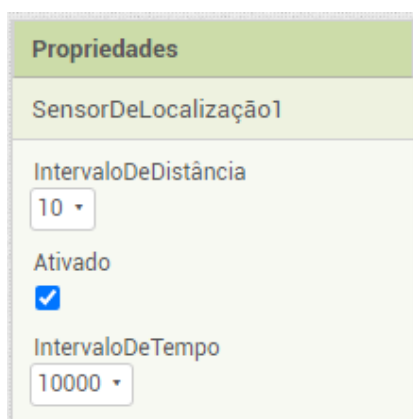 Propriedades
SensorDeLocalização1
IntervaloDeDistância
10
Ativado
IntervaloDeTempo
10000